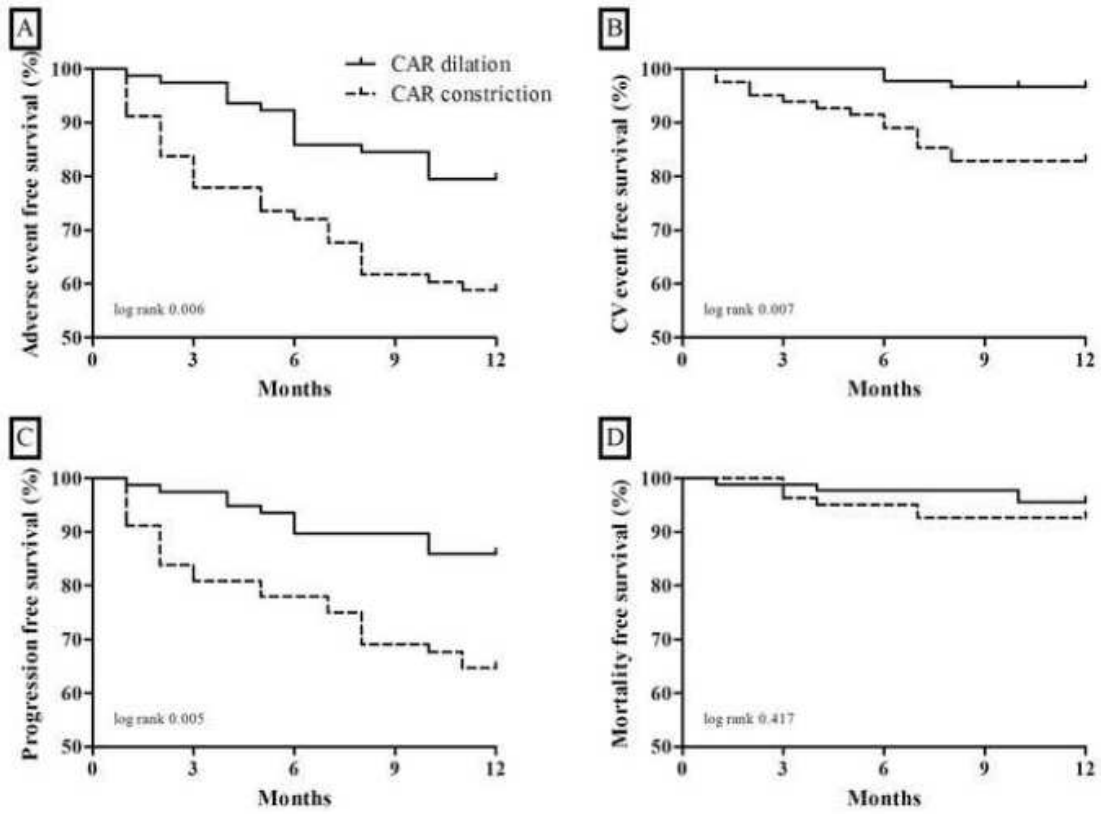 A
Adverse event free survival (%)
100
90
80
70
60
50
0
3
6
9
12
Months
CAR dilation
CAR constriction
log rank 0.006
B
CV event free survival (%)
100
90
80
70
60
50
0
3
6
9
12
Months
log rank 0.007
C
Progression free survival (%)
100
90
80
70
60
50
0
3
6
9
12
Months
log rank 0.005
D
Mortality free survival (%)
100
90
80
70
60
50
0
3
6
9
12
Months
log rank 0.417